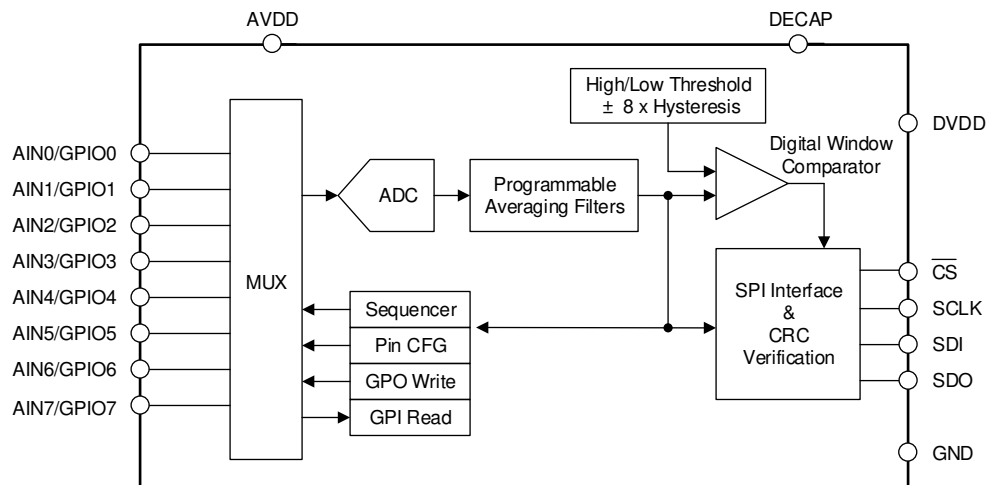 AVDD
DECAP
High/Low Threshold
± 8 x Hysteresis
DVDD
AIN0/GPIO0
AIN1/GPIO1
AIN2/GPIO2
AIN3/GPIO3
AIN4/GPIO4
AIN5/GPIO5
AIN6/GPIO6
AIN7/GPIO7
MUX
ADC
Programmable
Averaging Filters
Digital Window
Comparator
Sequencer
Pin CFG
GPO Write
GPI Read
SPI Interface
&
CRC
Verification
C̅S̅
SCLK
SDI
SDO
GND